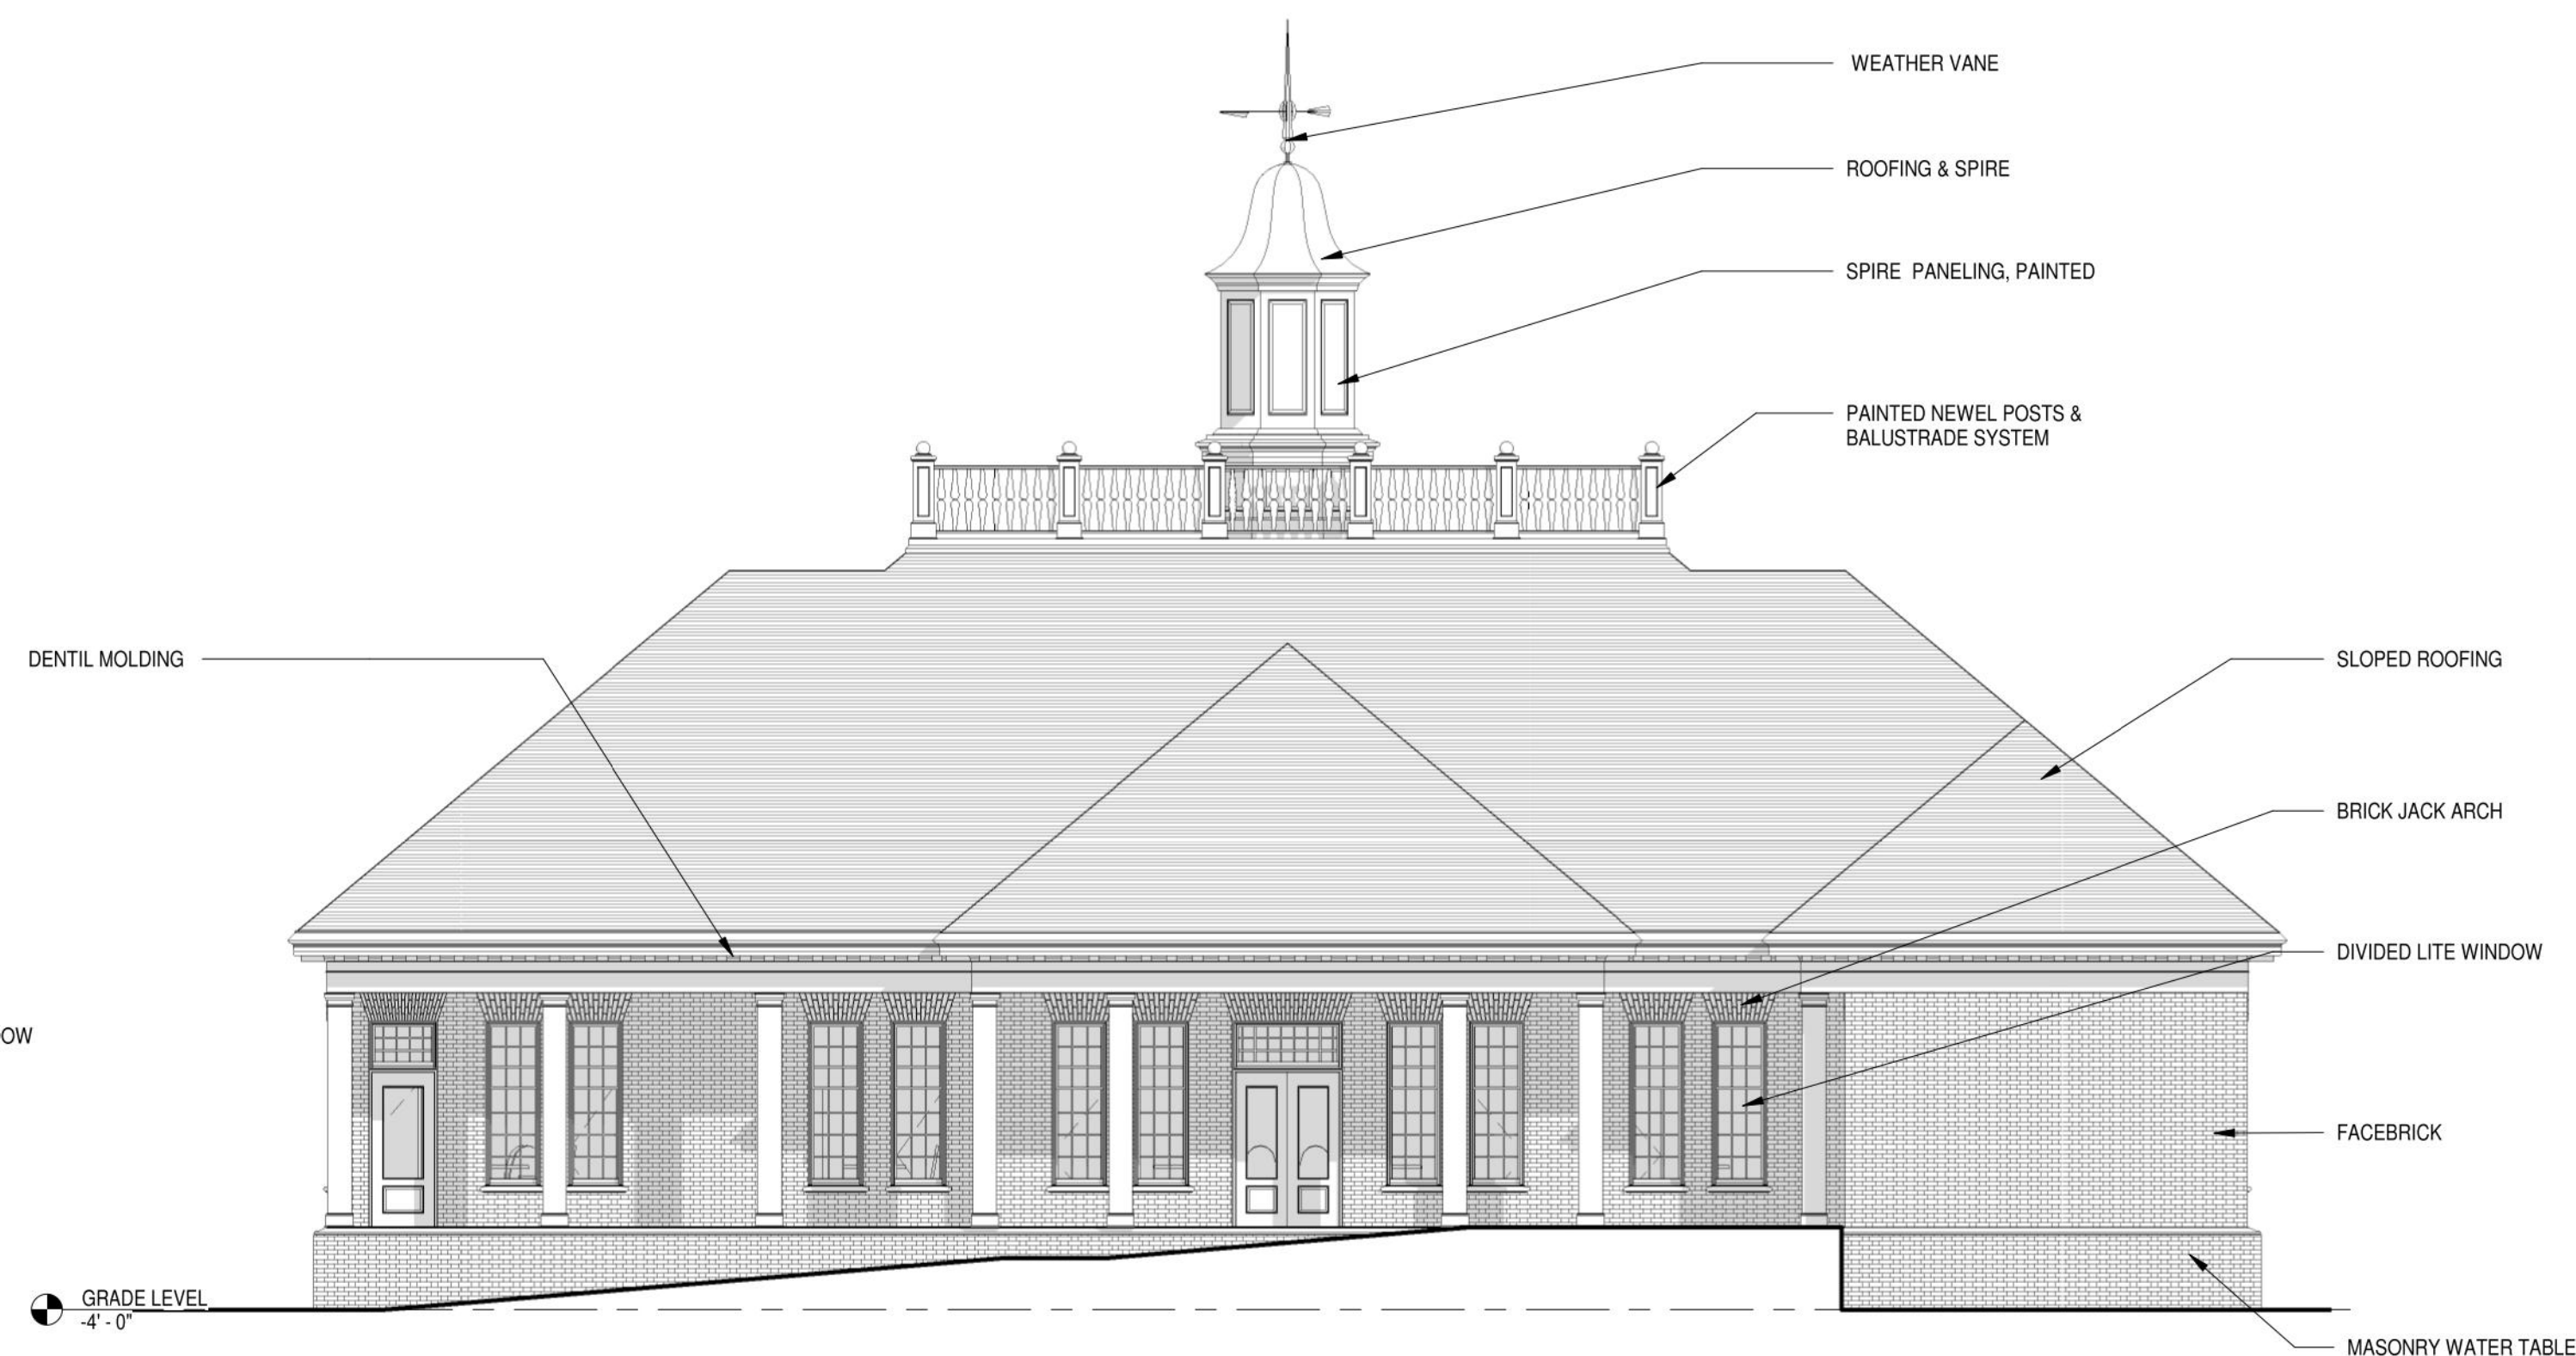 WEATHER VANE
ROOFING & SPIRE
SPIRE PANELING, PAINTED
PAINTED NEWEL POSTS &
BALUSTRADE SYSTEM
DENTIL MOLDING
SLOPED ROOFING
BRICK JACK ARCH
DIVIDED LITE WINDOW
OW
FACEBRICK
GRADE LEVEL
-4' - 0"
MASONRY WATER TABLE